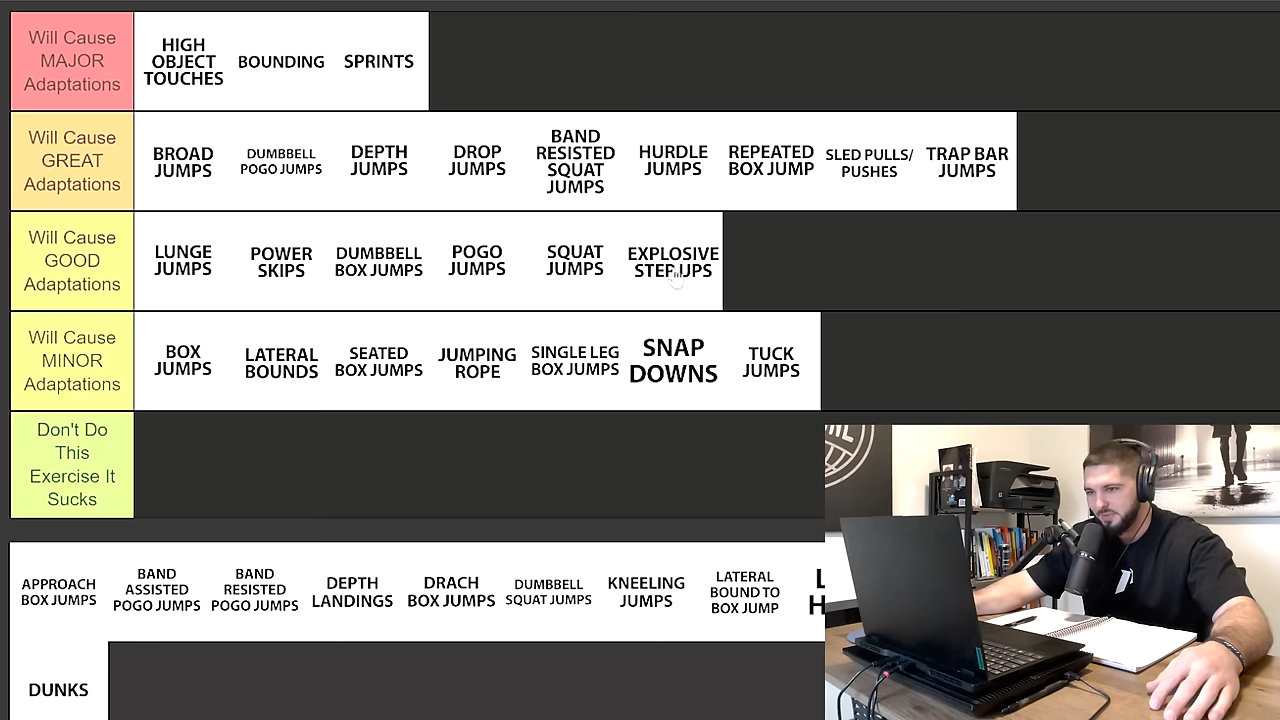 Will Cause
MAJOR
Adaptations
HIGH
OBJECT
TOUCHES
BOUNDING
SPRINTS
Will Cause
GREAT
Adaptations
BROAD
JUMPS
DUMBBELL
POGO JUMPS
DEPTH
JUMPS
DROP
JUMPS
BAND
RESISTED
SQUAT
JUMPS
HURDLE
JUMPS
REPEATED
BOX JUMP
SLED PULLS/
PUSHES
TRAP BAR
JUMPS
Will Cause
GOOD
Adaptations
LUNGE
JUMPS
POWER
SKIPS
DUMBBELL
BOX JUMPS
POGO
JUMPS
SQUAT
JUMPS
EXPLOSIVE
STEP UPS
Will Cause
MINOR
Adaptations
BOX
JUMPS
LATERAL
BOUNDS
SEATED
BOX JUMPS
JUMPING
ROPE
SINGLE LEG
BOX JUMPS
SNAP
DOWNS
TUCK
JUMPS
Don't Do
This
Exercise It
Sucks
APPROACH
BOX JUMPS
BAND
ASSISTED
POGO JUMPS
BAND
RESISTED
POGO JUMPS
DEPTH
LANDINGS
DRACH
BOX JUMPS
DUMBBELL
SQUAT JUMPS
KNEELING
JUMPS
LATERAL
BOUND TO
BOX JUMP
DUNKS